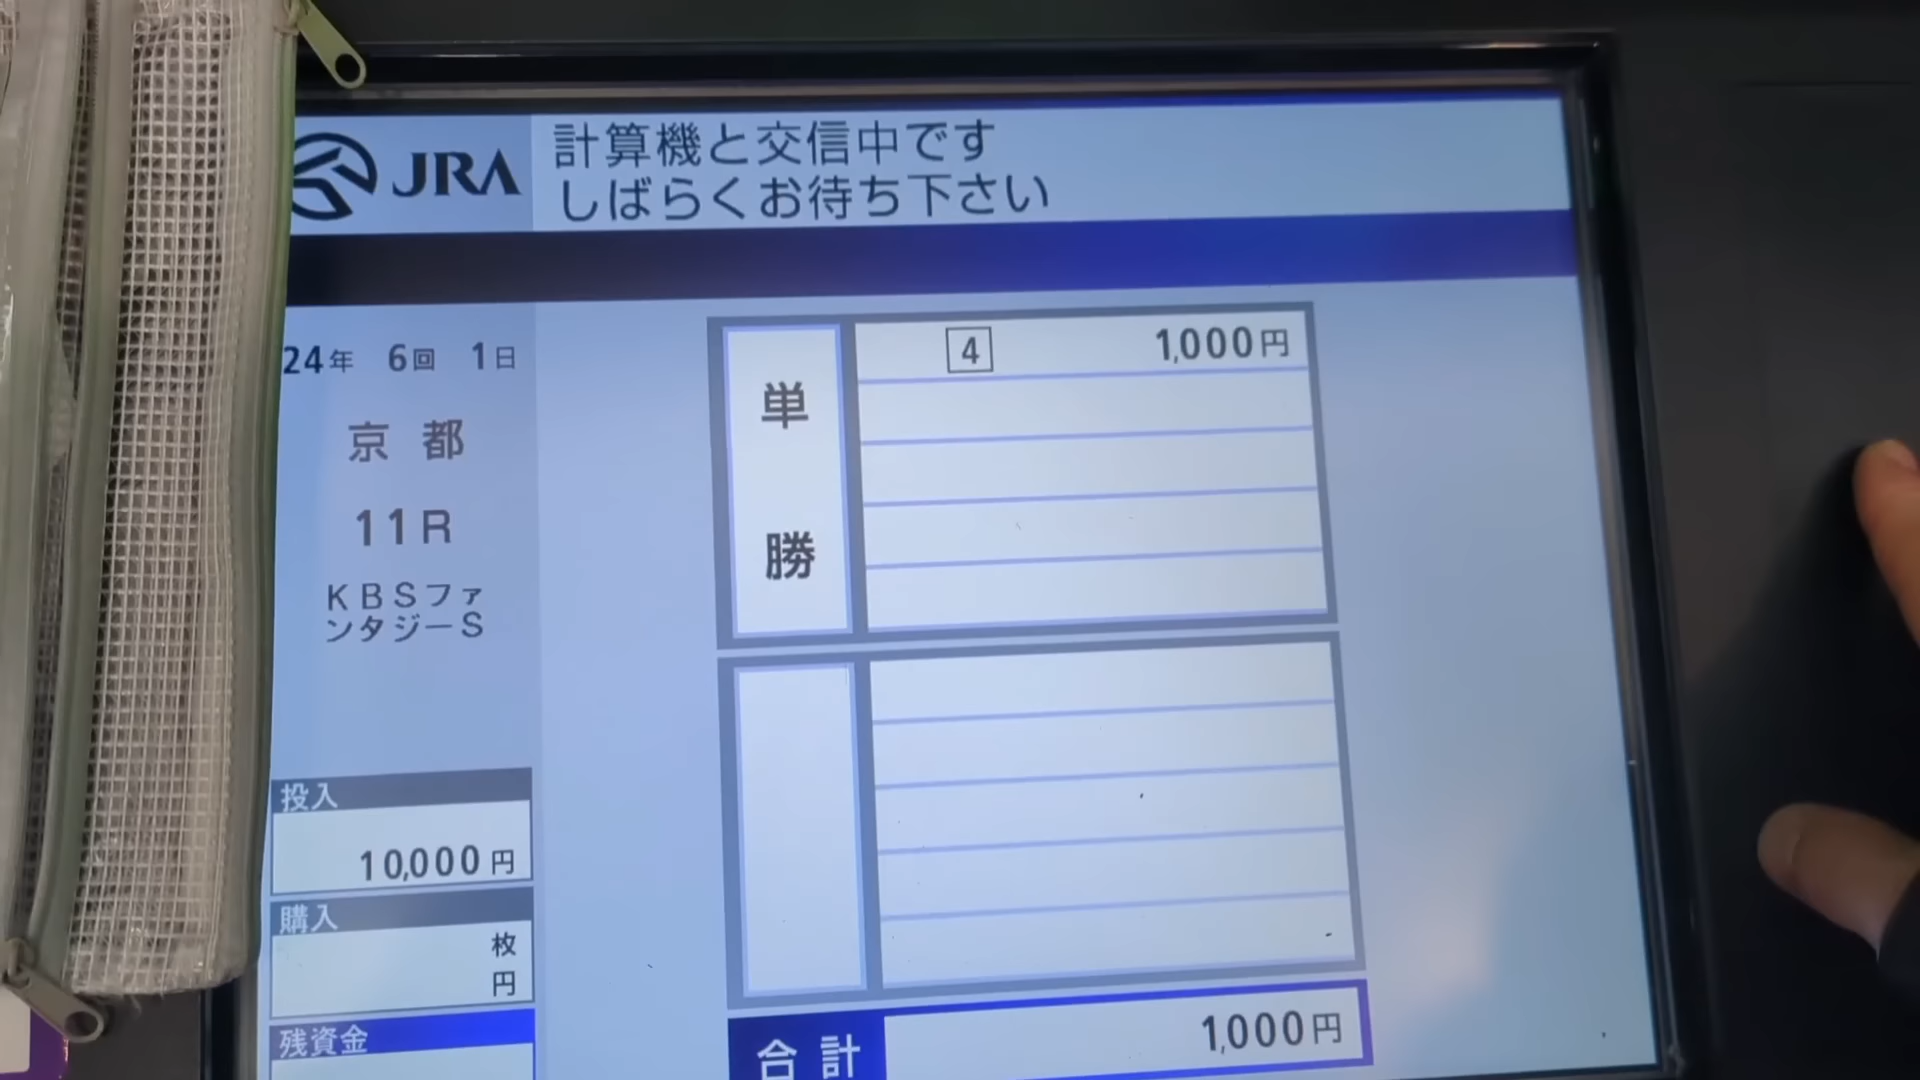 JRA
計算機と交信中です
しばらくお待ち下さい
24年 6回 1日
京都
11R
KBSファ
ンタジーS
単勝
4 1,000円
投入
10,000円
購入
枚
円
残資金
合計 1,000円